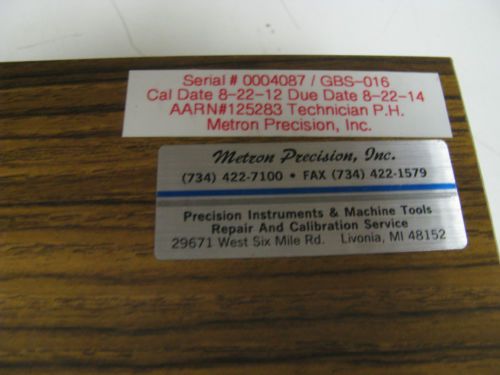 Serial # 0004087 / GBS-016
Cal Date 8-22-12 Due Date 8-22-14
AARN#125283 Technician P.H.
Metron Precision, Inc.
Metron Precision, Inc.
(734) 422-7100 • FAX (734) 422-1579
Precision Instruments & Machine Tools
Repair And Calibration Service
29671 West Six Mile Rd. Livonia, MI 48152